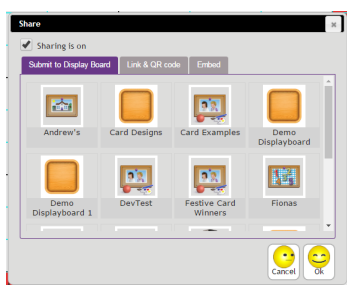 Share
Sharing is on
Submit to Display Board
Link & QR code
Embed
Andrew's
Card Designs
Card Examples
Demo
Displayboard
Demo
Displayboard 1
DevTest
Festive Card
Winners
Fionas
Cancel
Ok